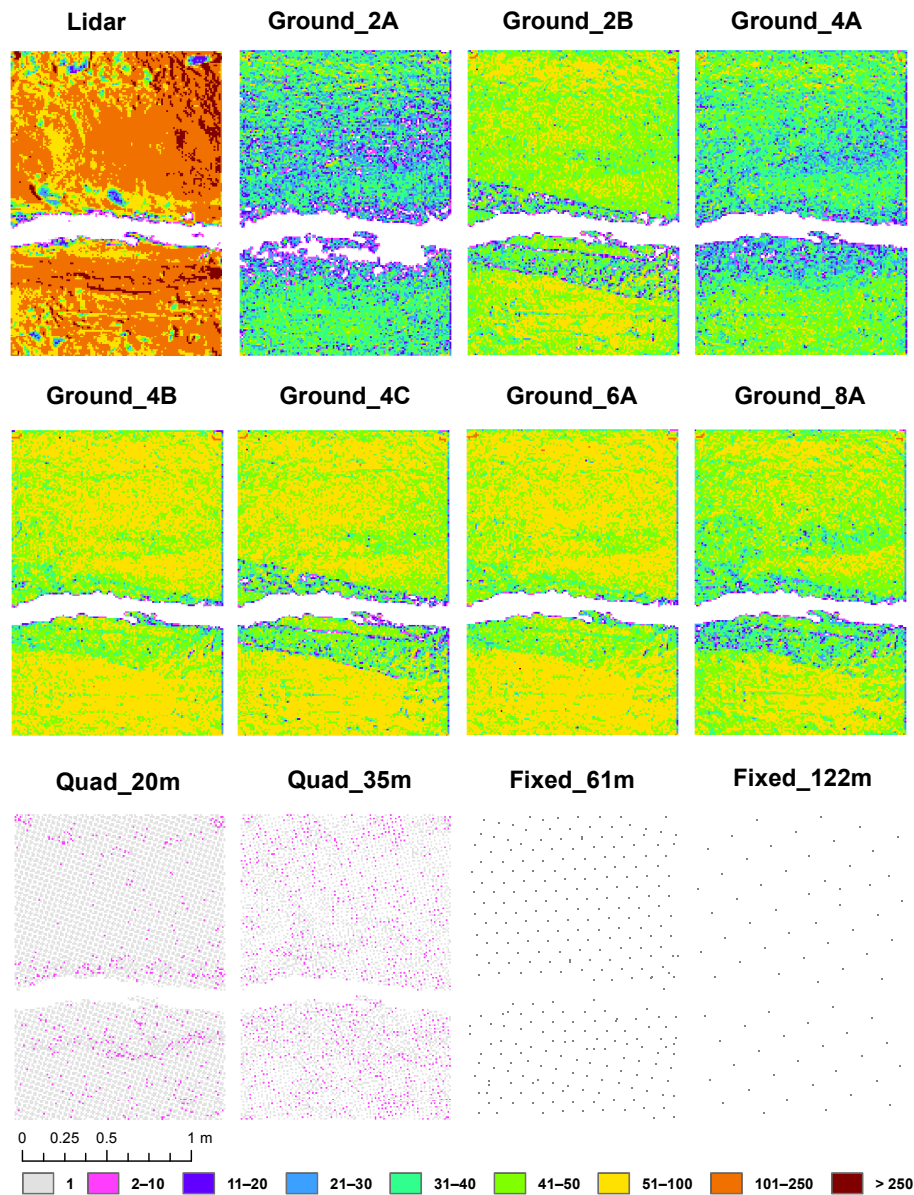 Lidar Ground_2A Ground_2B Ground_4A
Ground_4B Ground_4C Ground_6A Ground_8A
Quad_20m Quad_35m Fixed_61m Fixed_122m
0 0.25 0.5 1 m
1 2–10 11–20 21–30 31–40 41–50 51–100 101–250 > 250